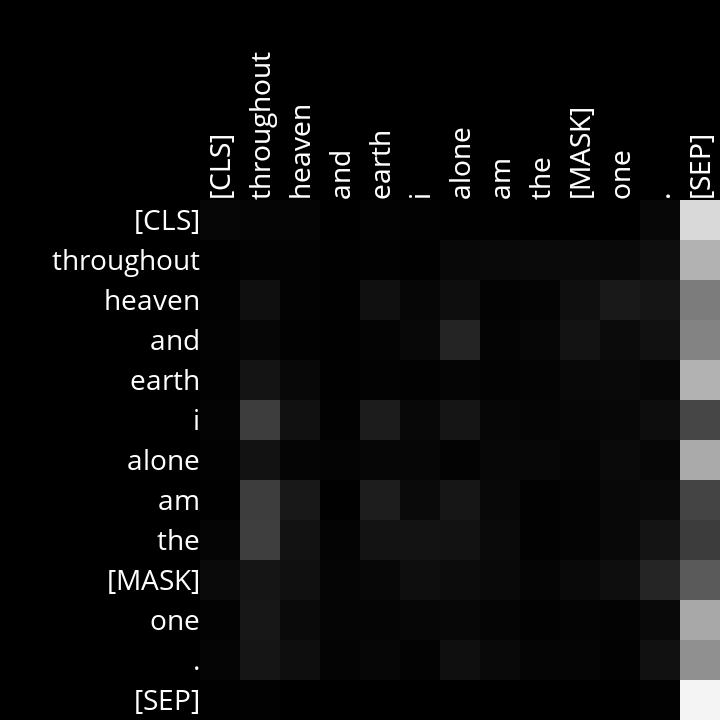 [CLS] throughout heaven and earth i alone am the [MASK] one . [SEP]
[CLS]
throughout
heaven
and
earth
i
alone
am
the
[MASK]
one
.
[SEP]